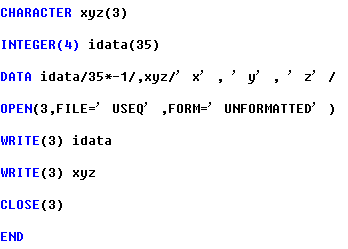 CHARACTER xyz(3)
INTEGER(4) idata(35)
DATA idata/35*-1/,xyz/’x’,’y’,’z’/
OPEN(3,FILE=’USEQ’,FORM=’UNFORMATTED’)
WRITE(3) idata
WRITE(3) xyz
CLOSE(3)
END